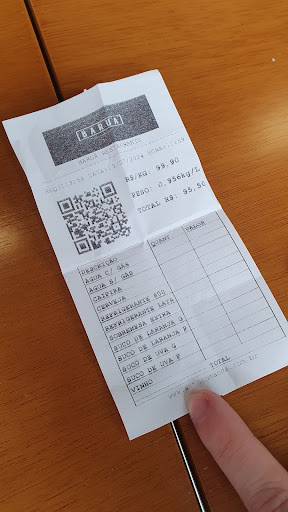 BARUA
BARUA RESTAURANTE
R$/KG: 99,90
PESO: 0,956kg/L
TOTAL R$: 95,50
DESCRIÇÃO QUANT VALOR
ÁGUA C/ GÁS
ÁGUA S/ GÁS
CAIPIRA
CERVEJA
REFRIGERANTE 600
REFRIGERANTE LATA
SOBREMESA EXTRA
SUCO DE LARANJA G
SUCO DE LARANJA P
SUCO DE UVA G
SUCO DE UVA P
VINHO
TOTAL